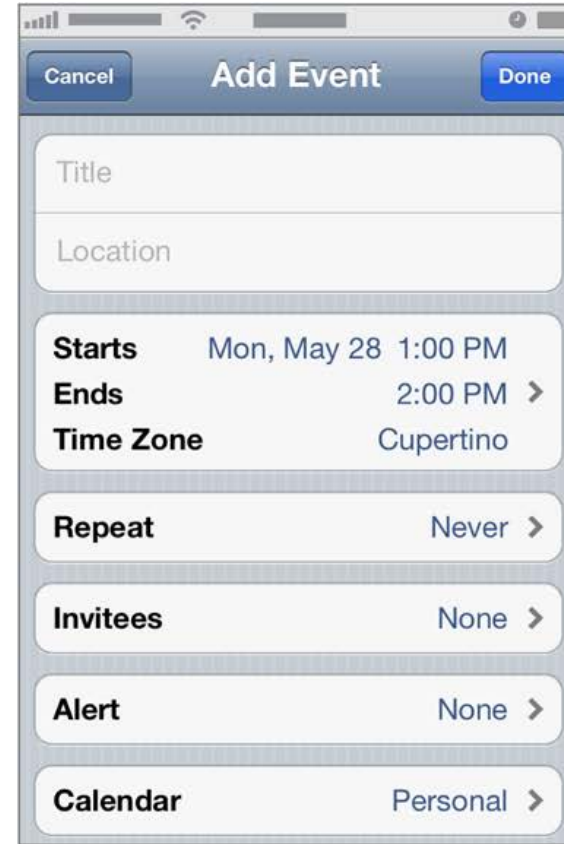 Cancel Add Event Done
Title
Location
Starts Mon, May 28 1:00 PM
Ends 2:00 PM
Time Zone Cupertino
Repeat Never
Invitees None
Alert None
Calendar Personal